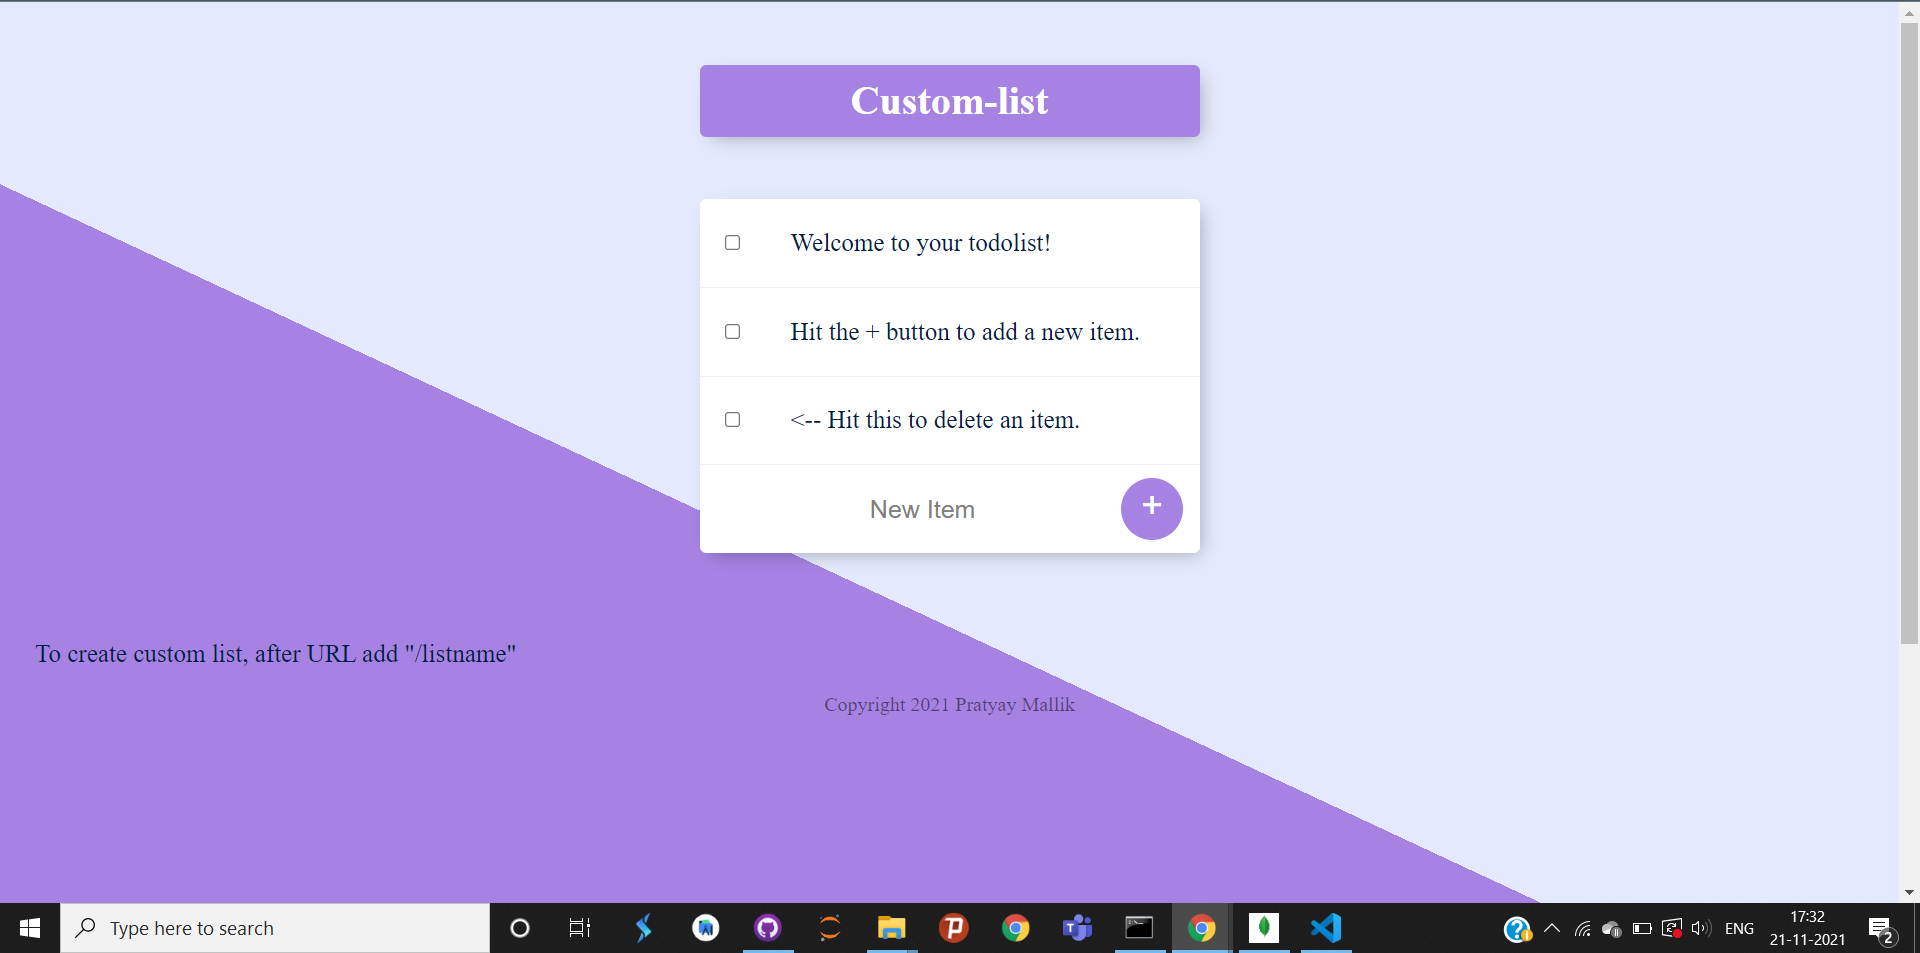 Custom-list
Welcome to your todolist!
Hit the + button to add a new item.
<-- Hit this to delete an item.
New Item
+
To create custom list, after URL add "/listname"
Copyright 2021 Pratyay Mallik
Type here to search
ENG
17:32
21-11-2021
2